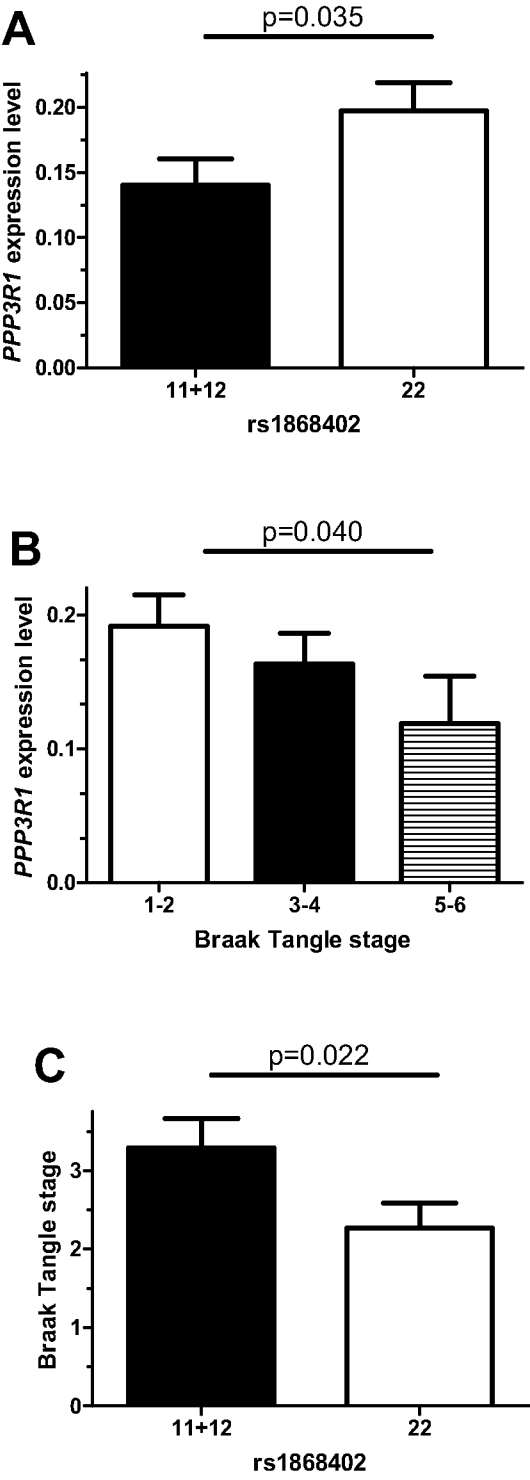 A
p=0.035
PPP3R1 expression level
0.20
0.15
0.10
0.05
0.00
11+12
22
rs1868402
B
p=0.040
PPP3R1 expression level
0.2
0.1
0.0
1-2
3-4
5-6
Braak Tangle stage
C
p=0.022
Braak Tangle stage
3
2
1
0
11+12
22
rs1868402